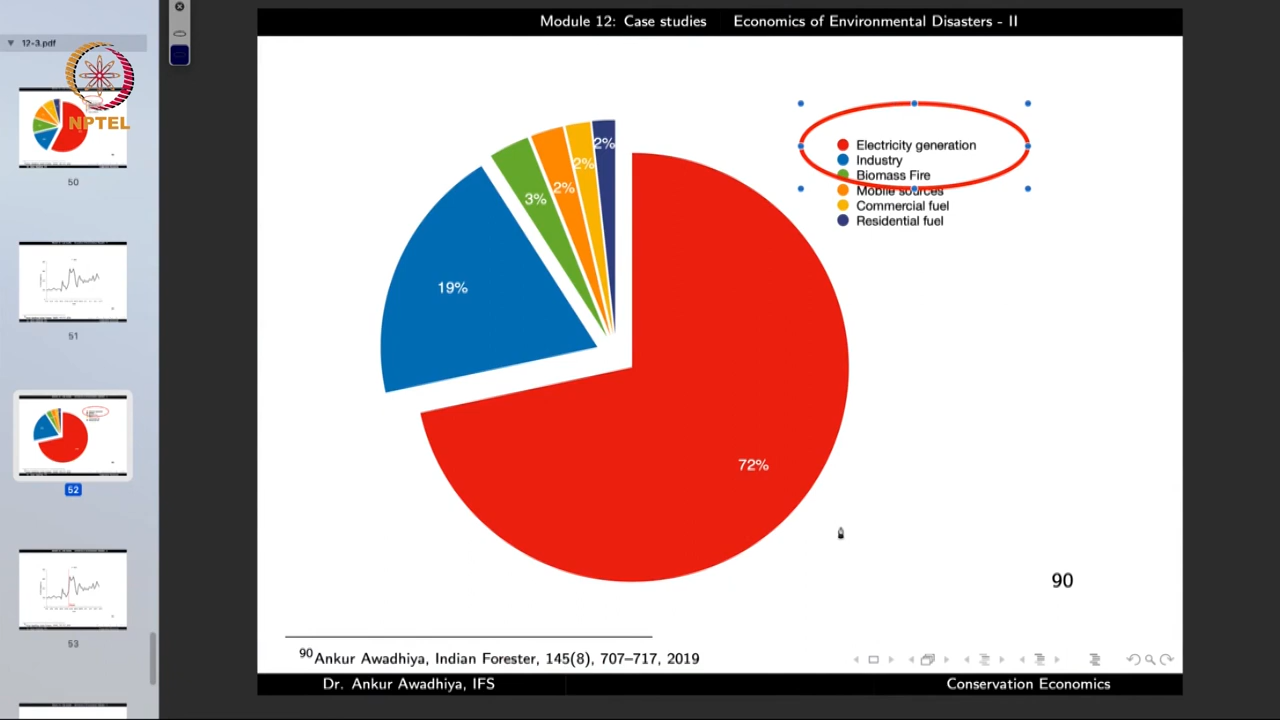 Module 12: Case studies Economics of Environmental Disasters - II
12-3.pdf
NPTEL
50
51
52
53
2%
2%
2%
3%
19%
72%
Electricity generation
Industry
Biomass Fire
Mobile sources
Commercial fuel
Residential fuel
90
90 Ankur Awadhiya, Indian Forester, 145(8), 707–717, 2019
Dr. Ankur Awadhiya, IFS Conservation Economics